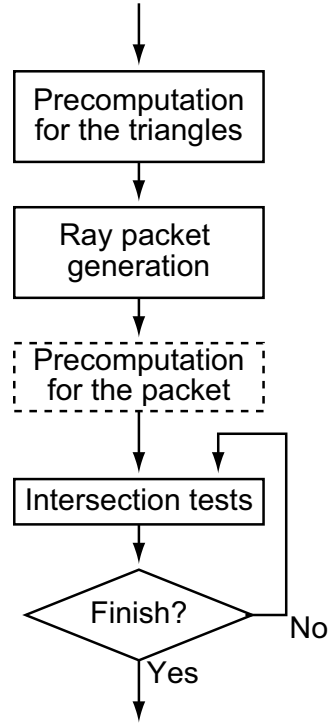 Precomputation
for the triangles
Ray packet
generation
Precomputation
for the packet
Intersection tests
Finish?
No
Yes